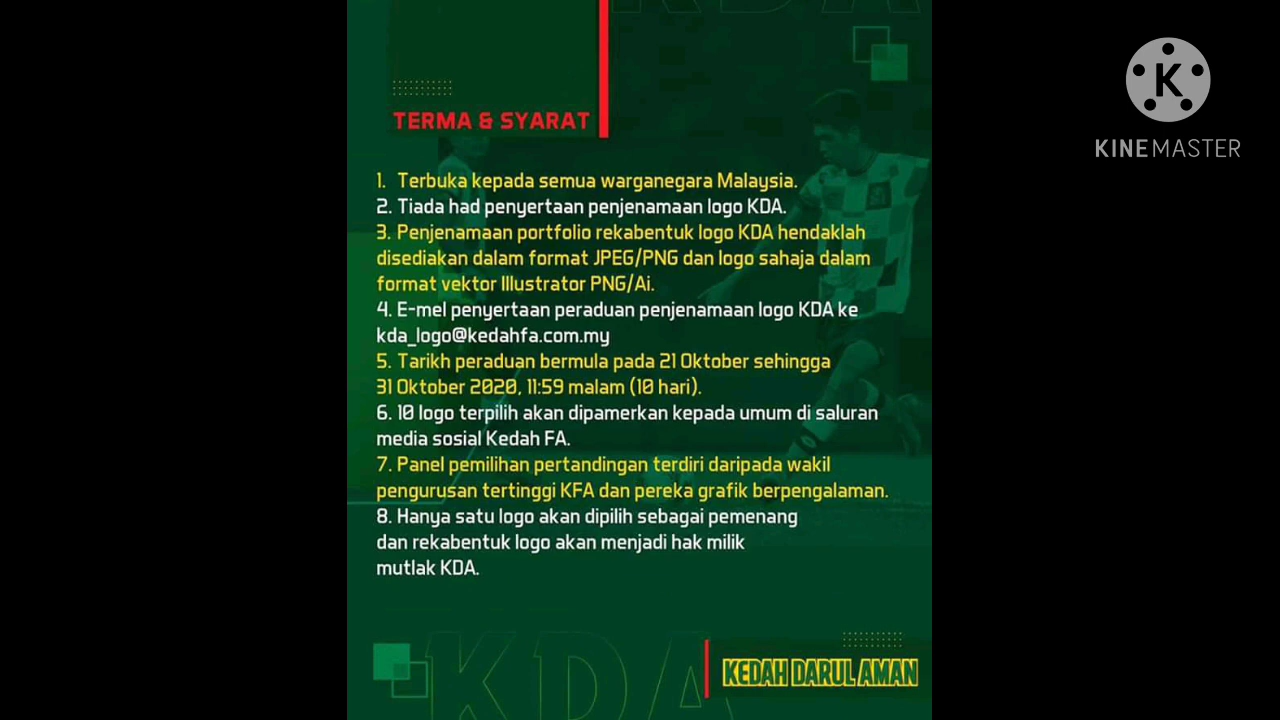 KDA
TERMA & SYARAT
KINEMASTER
1. Terbuka kepada semua warganegara Malaysia.
2. Tiada had penyertaan penjenamaan logo KDA.
3. Penjenamaan portfolio rekabentuk logo KDA hendaklah
disediakan dalam format JPEG/PNG dan logo sahaja dalam
format vektor Illustrator PNG/Ai.
4. E-mel penyertaan peraduan penjenamaan logo KDA ke
kda_logo@kedahfa.com.my
5. Tarikh peraduan bermula pada 21 Oktober sehingga
31 Oktober 2020, 11:59 malam (10 hari).
6. 10 logo terpilih akan dipamerkan kepada umum di saluran
media sosial Kedah FA.
7. Panel pemilihan pertandingan terdiri daripada wakil
pengurusan tertinggi KFA dan pereka grafik berpengalaman.
8. Hanya satu logo akan dipilih sebagai pemenang
dan rekabentuk logo akan menjadi hak milik
mutlak KDA.
KDA
KEDAH DARUL AMAN